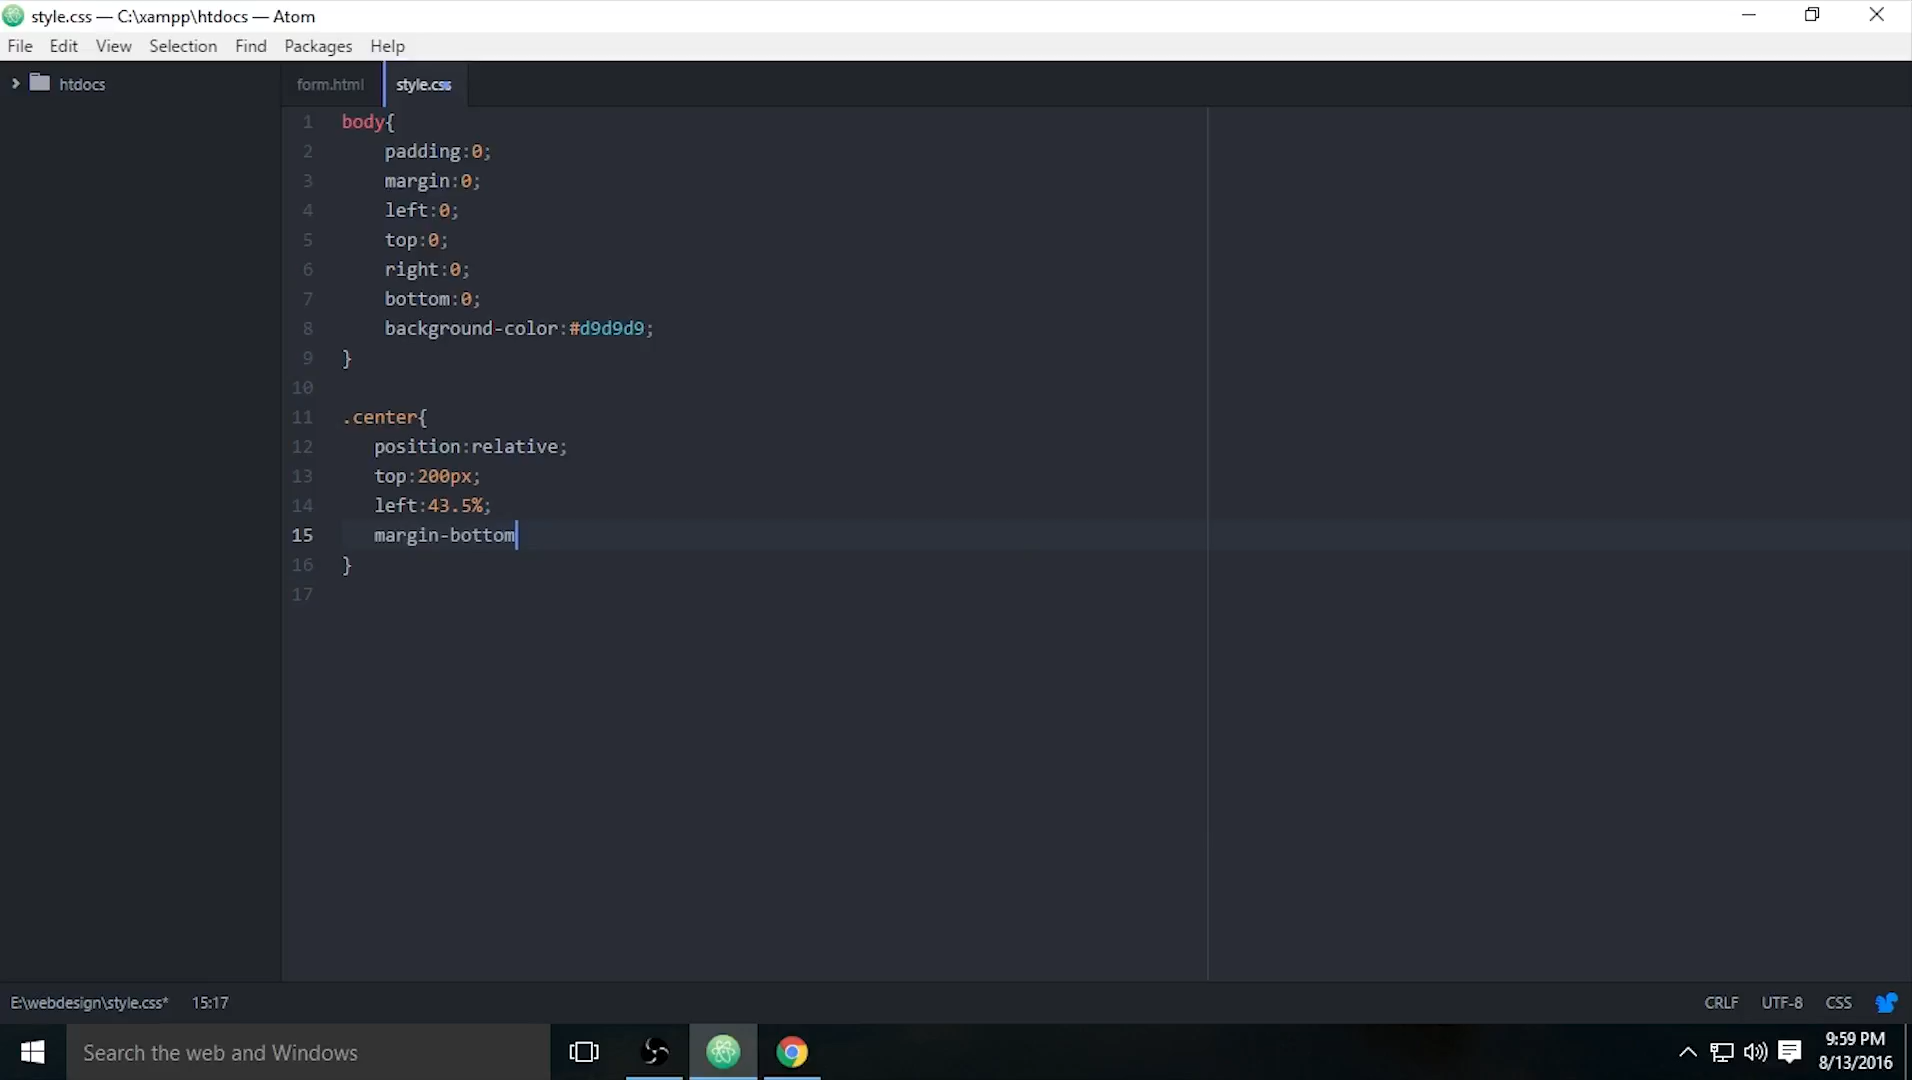 style.css — C:\xampp\htdocs — Atom
File Edit View Selection Find Packages Help
htdocs
form.html style.css
1 body{
2 padding:0;
3 margin:0;
4 left:0;
5 top:0;
6 right:0;
7 bottom:0;
8 background-color:#d9d9d9;
9 }
10
11 .center{
12 position:relative;
13 top:200px;
14 left:43.5%;
15 margin-bottom
16 }
17
E:\webdesign\style.css* 15:17 CRLF UTF-8 CSS
Search the web and Windows
9:59 PM
8/13/2016